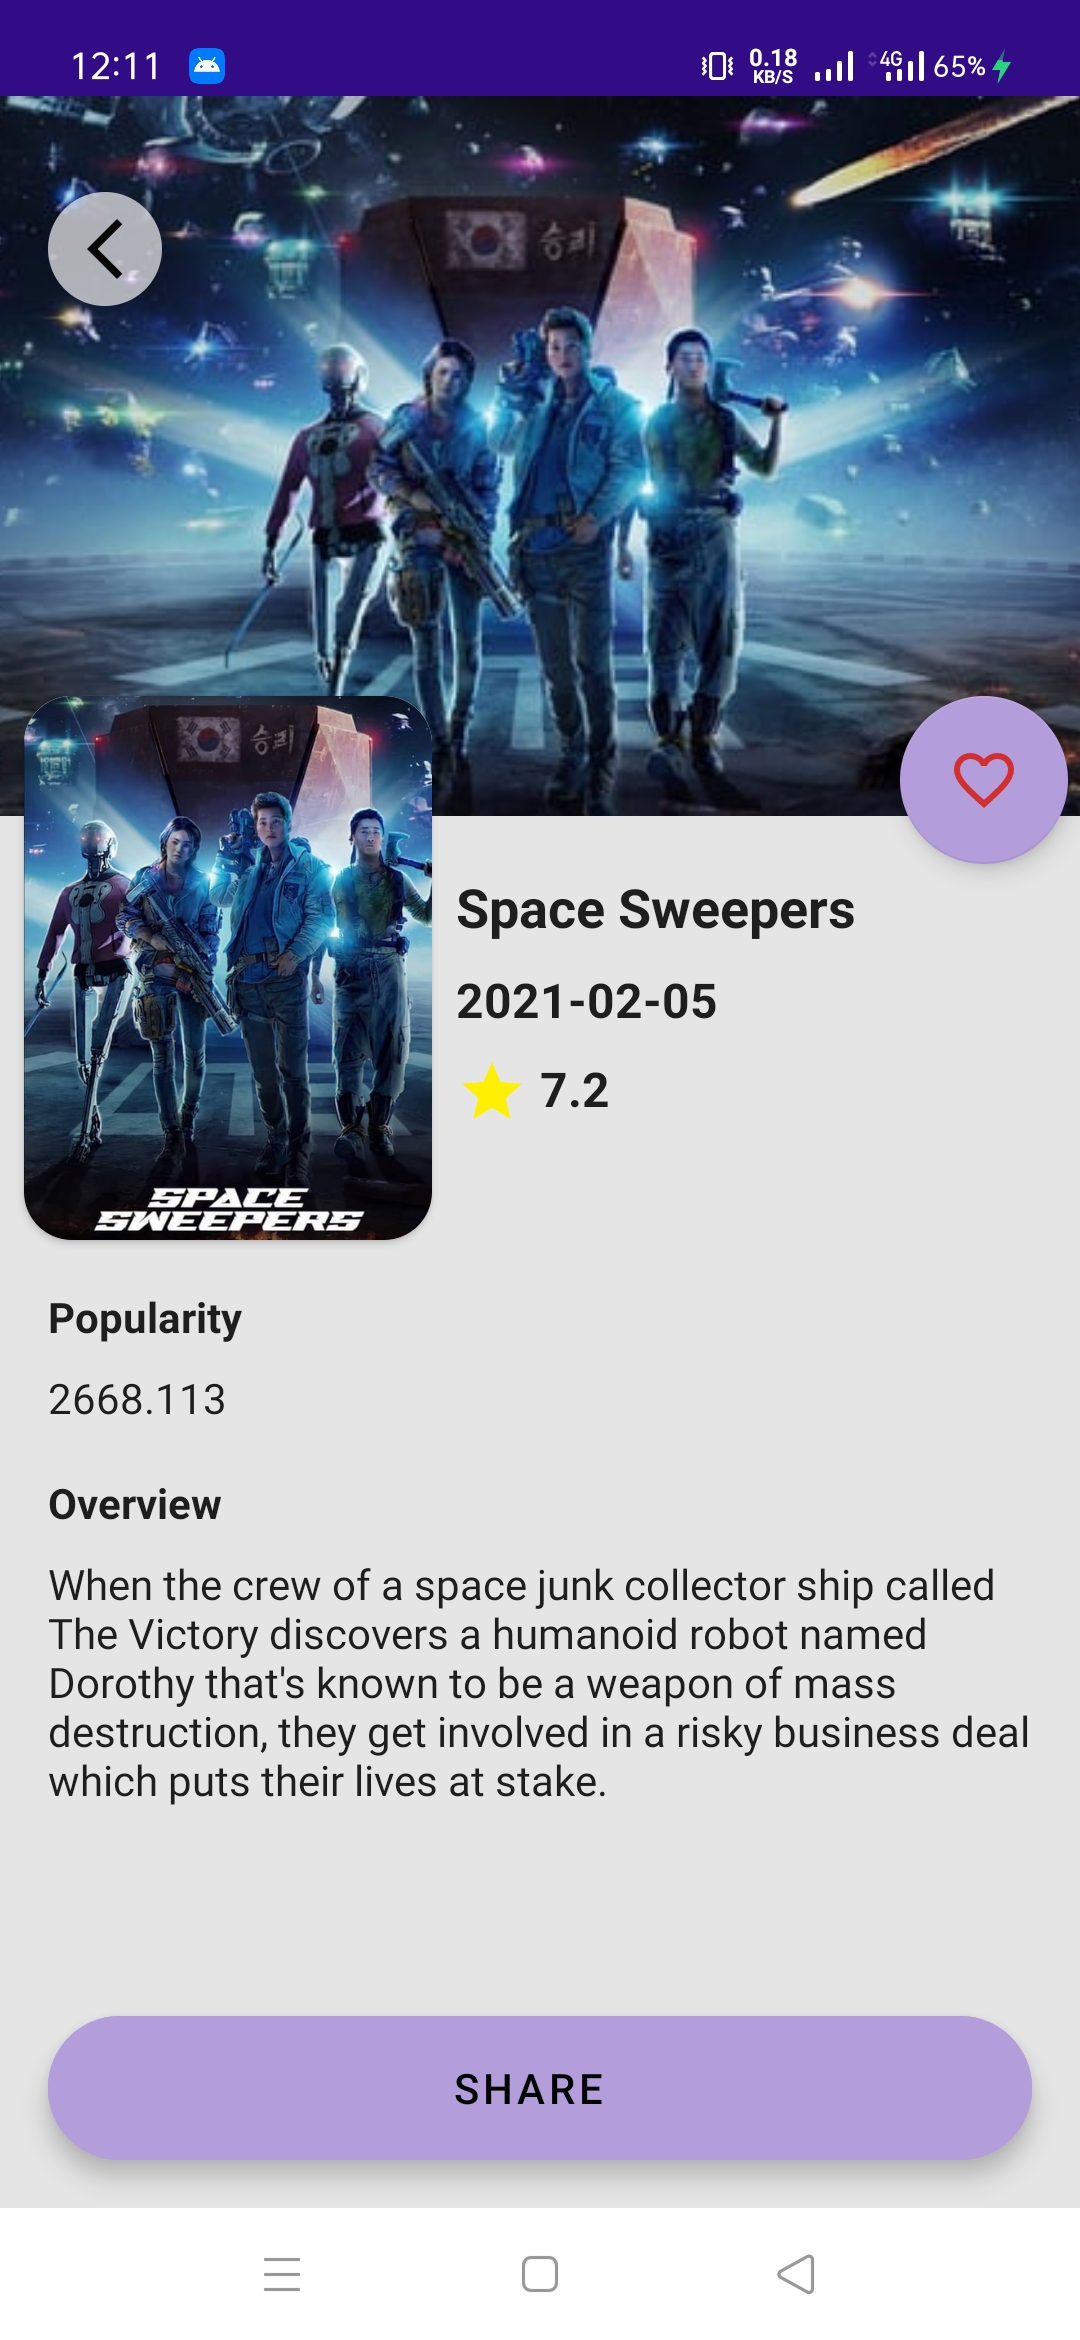 12:11
0.18
KB/S
4G
65%
승리
승리
SPACE
SWEEPERS
Space Sweepers
2021-02-05
7.2
Popularity
2668.113
Overview
When the crew of a space junk collector ship called
The Victory discovers a humanoid robot named
Dorothy that's known to be a weapon of mass
destruction, they get involved in a risky business deal
which puts their lives at stake.
SHARE